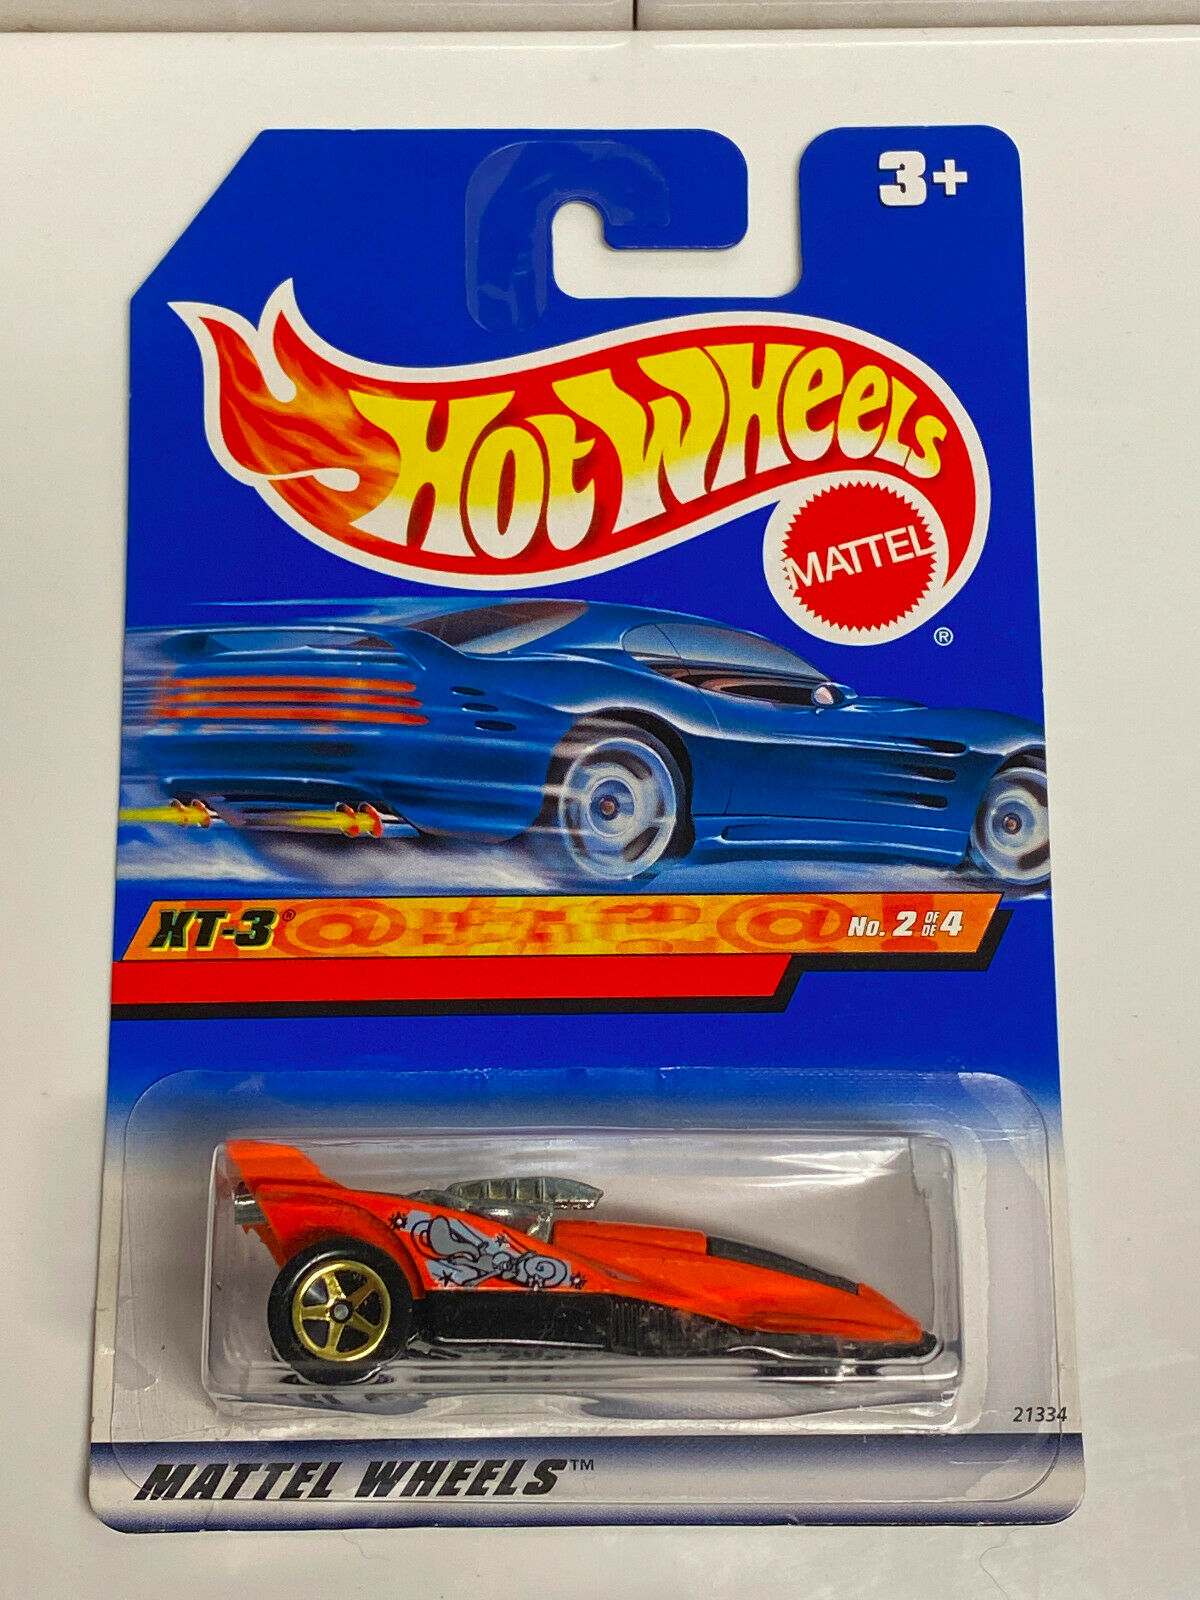 3+
HOT WHEELS
MATTEL
®
XT-3®
No. 2 OF DE 4
21334
MATTEL WHEELS™